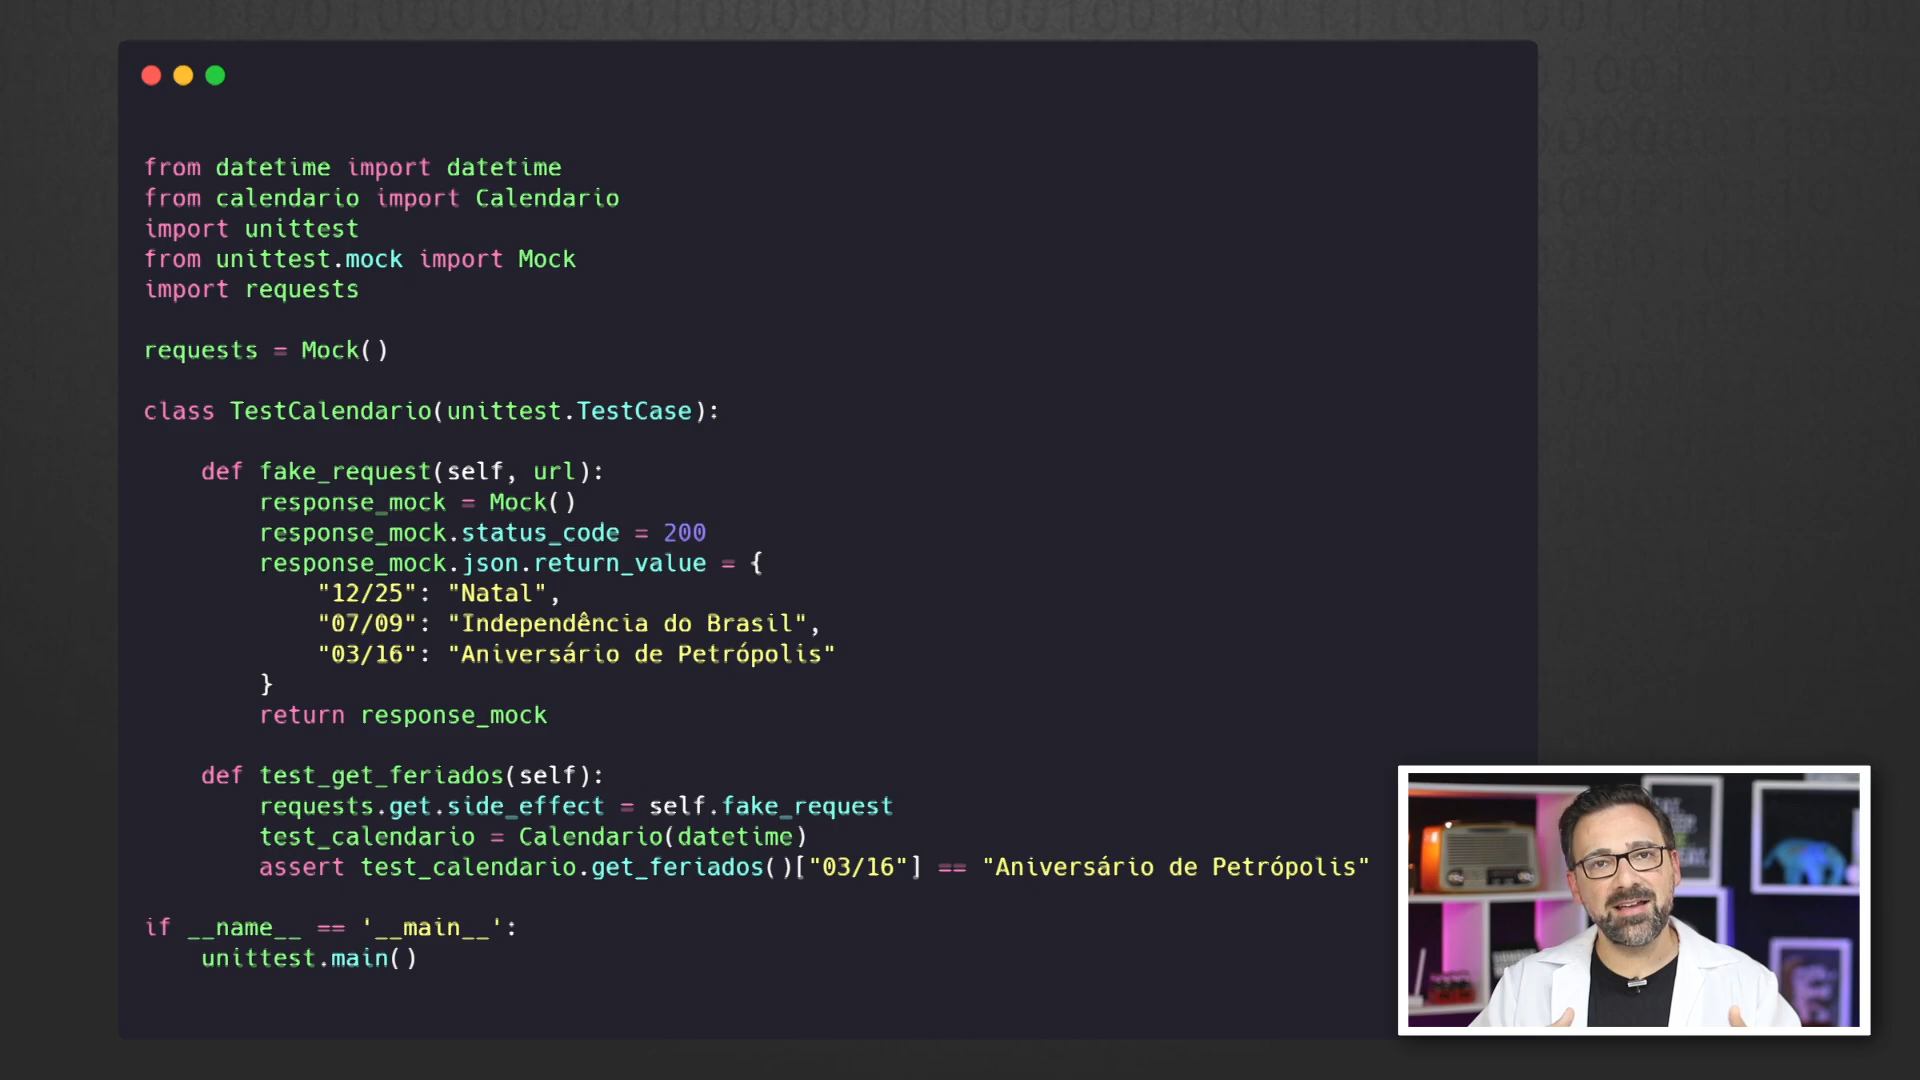 from datetime import datetime
from calendario import Calendario
import unittest
from unittest.mock import Mock
import requests
requests = Mock()
class TestCalendario(unittest.TestCase):
def fake_request(self, url):
response_mock = Mock()
response_mock.status_code = 200
response_mock.json.return_value = {
"12/25": "Natal",
"07/09": "Independência do Brasil",
"03/16": "Aniversário de Petrópolis"
}
return response_mock
def test_get_feriados(self):
requests.get.side_effect = self.fake_request
test_calendario = Calendario(datetime)
assert test_calendario.get_feriados()["03/16"] == "Aniversário de Petrópolis"
if __name__ == '__main__':
unittest.main()